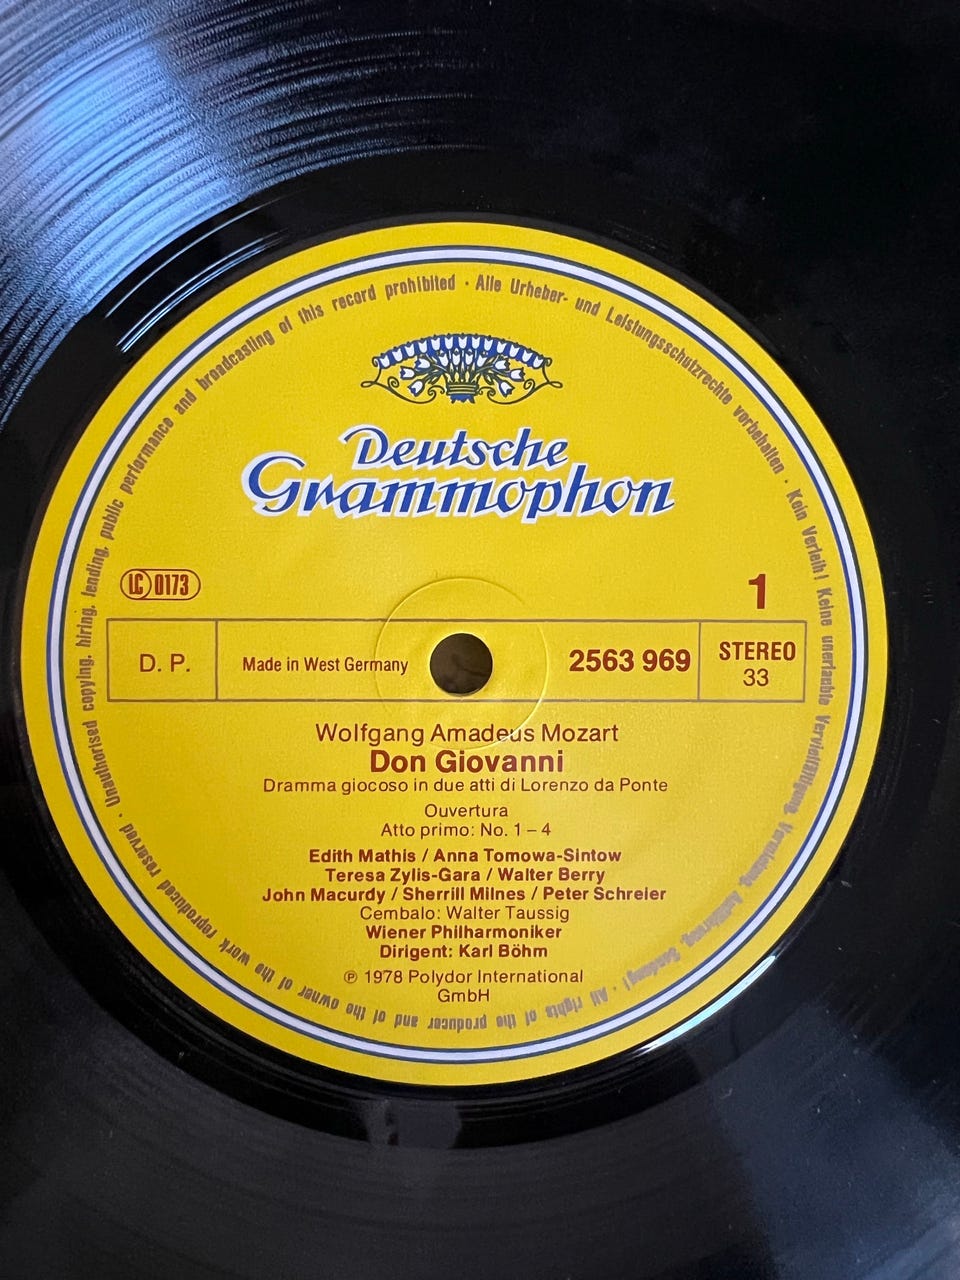 Deutsche
Grammophon
LC 0173
1
D. P.
Made in West Germany
2563 969
STEREO
33
Wolfgang Amadeus Mozart
Don Giovanni
Dramma giocoso in due atti di Lorenzo da Ponte
Ouvertura
Atto primo: No. 1 – 4
Edith Mathis / Anna Tomowa-Sintow
Teresa Zylis-Gara / Walter Berry
John Macurdy / Sherrill Milnes / Peter Schreier
Cembalo: Walter Taussig
Wiener Philharmoniker
Dirigent: Karl Böhm
℗ 1978 Polydor International
GmbH
Alle Urheber- und Leistungsschutzrechte vorbehalten · Kein Verleih! Keine unerlaubte Vervielfältigung, Vermietung, Aufführung, Sendung! · All rights of the producer and of the owner of the work reproduced reserved · Unauthorised copying, hiring, lending, public performance and broadcasting of this record prohibited ·